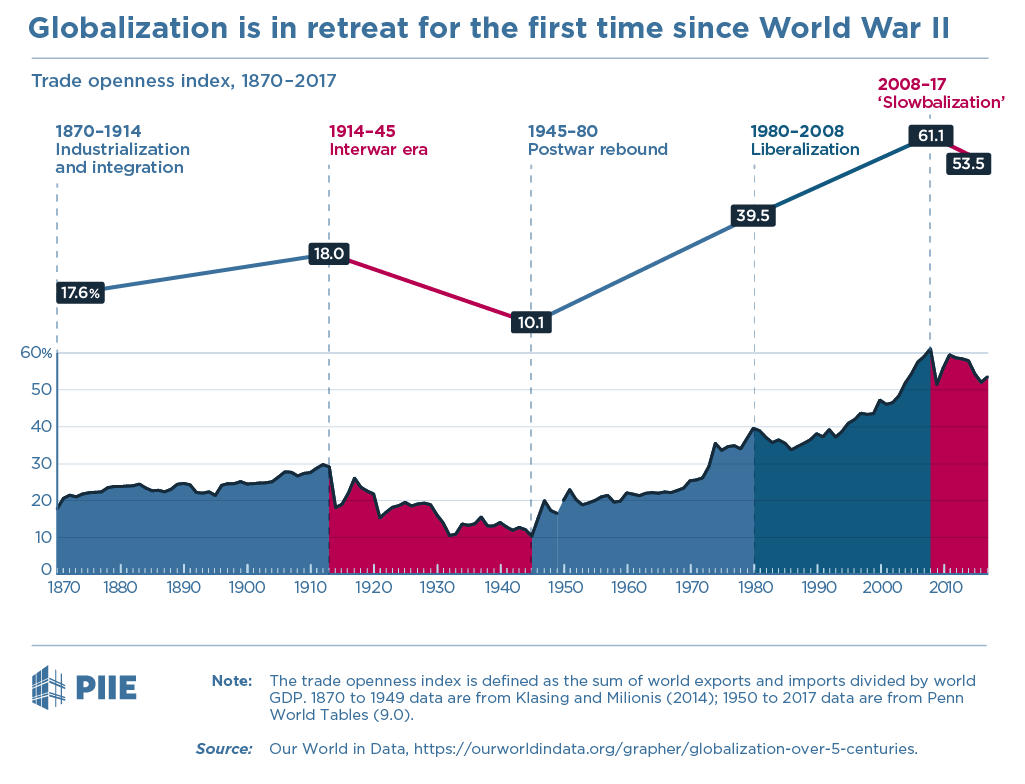 Globalization is in retreat for the first time since World War II
Trade openness index, 1870–2017
1870–1914
Industrialization
and integration
1914–45
Interwar era
1945–80
Postwar rebound
1980–2008
Liberalization
2008–17
‘Slowbalization’
17.6%
18.0
10.1
39.5
61.1
53.5
60%
50
40
30
20
10
0
1870 1880 1890 1900 1910 1920 1930 1940 1950 1960 1970 1980 1990 2000 2010
PIIE
Note: The trade openness index is defined as the sum of world exports and imports divided by world
GDP. 1870 to 1949 data are from Klasing and Milionis (2014); 1950 to 2017 data are from Penn
World Tables (9.0).
Source: Our World in Data, https://ourworldindata.org/grapher/globalization-over-5-centuries.